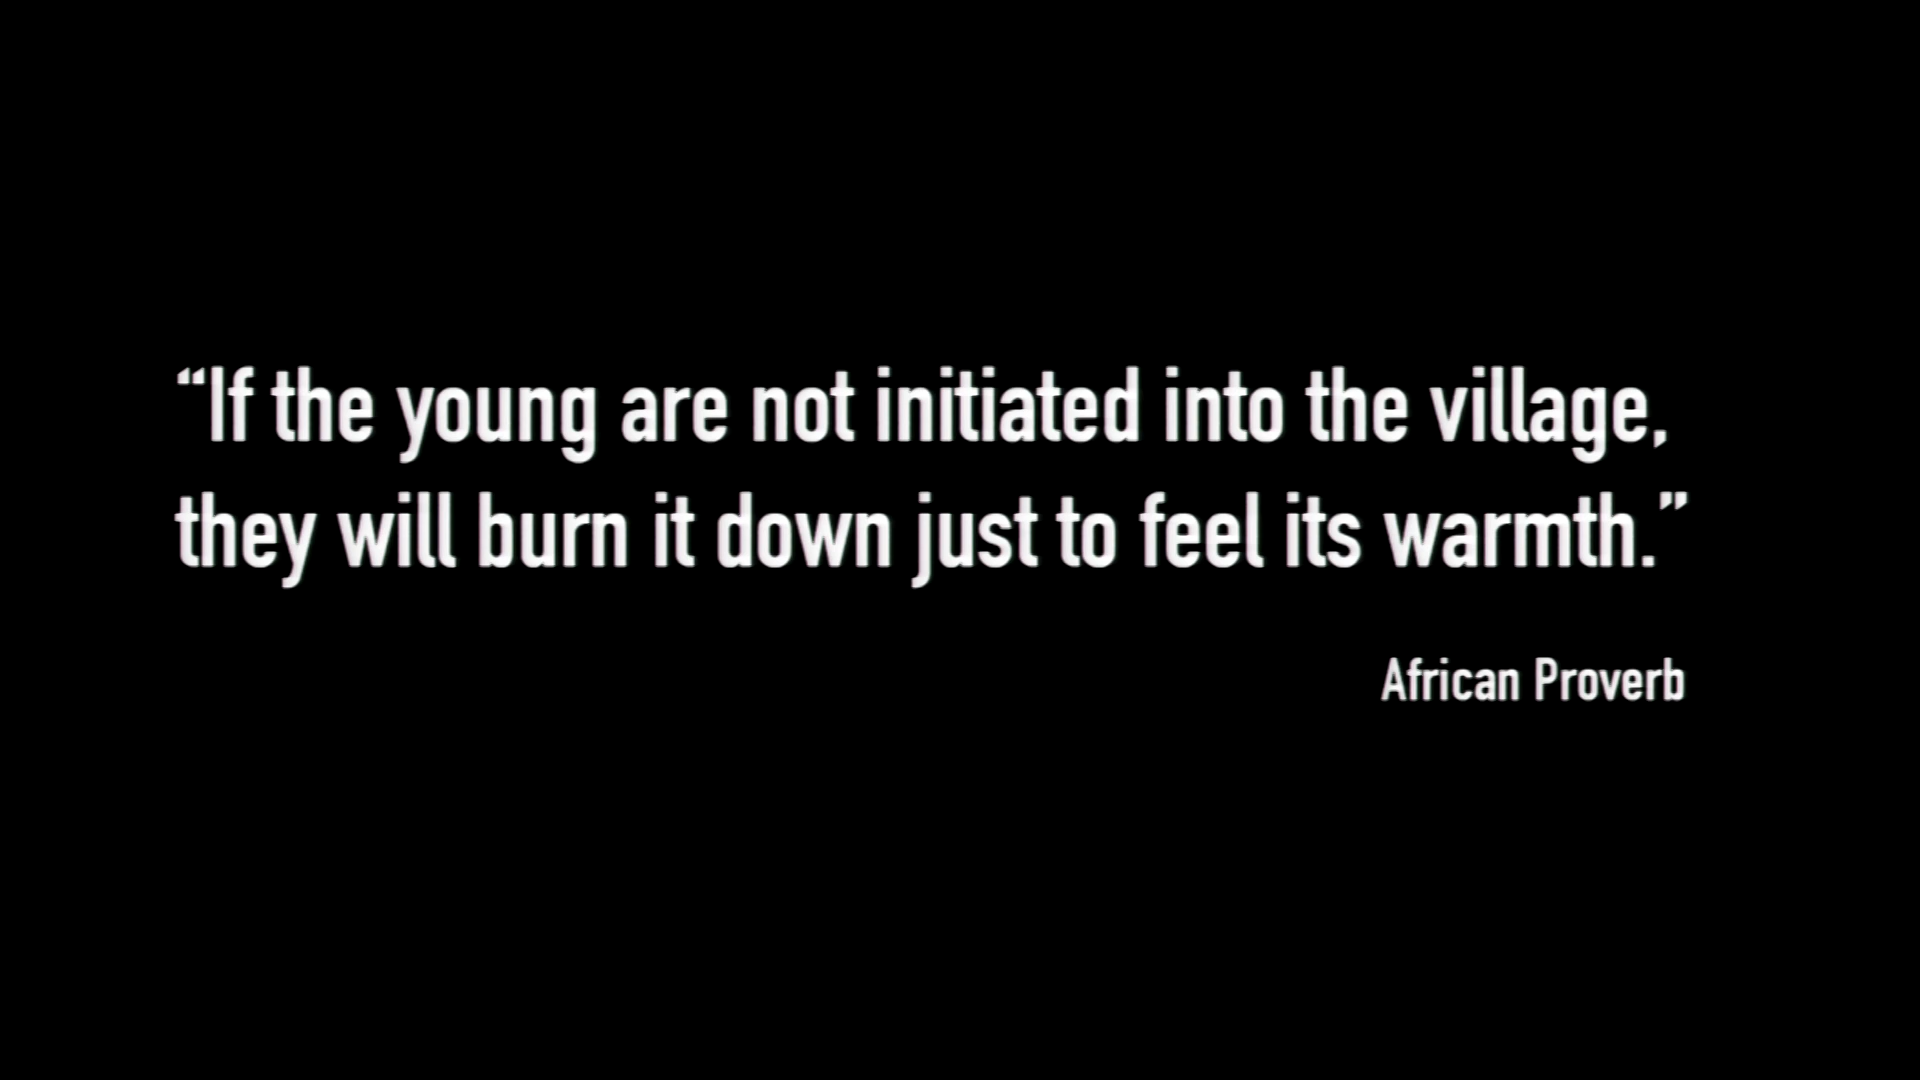 “If the young are not initiated into the village,
they will burn it down just to feel its warmth.”
African Proverb